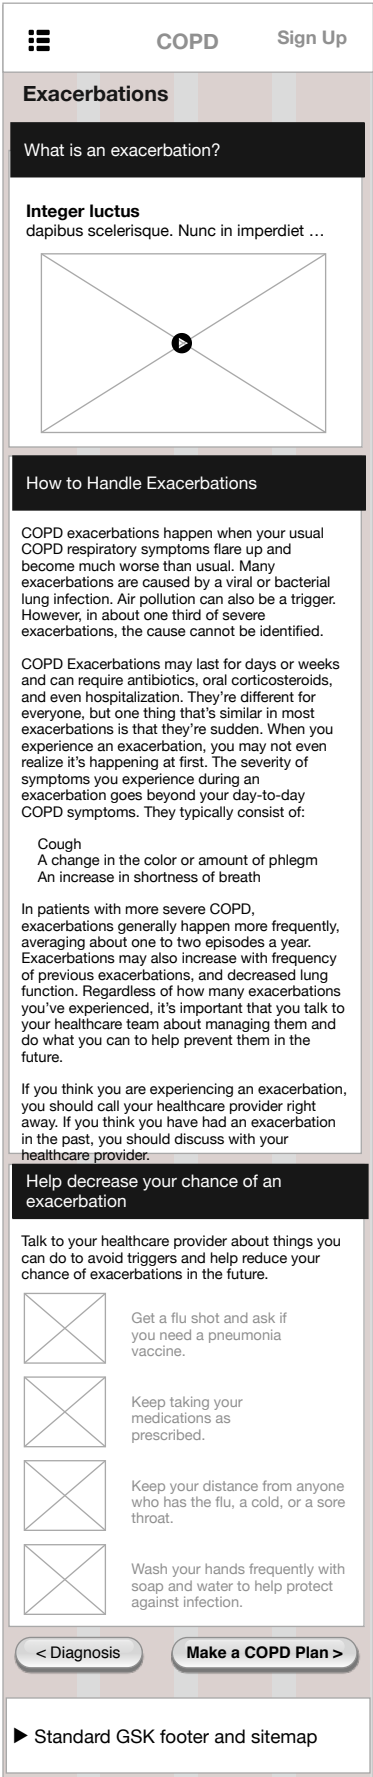 COPD
Sign Up
Exacerbations
What is an exacerbation?
Integer luctus
dapibus scelerisque. Nunc in imperdiet …
How to Handle Exacerbations
COPD exacerbations happen when your usual
COPD respiratory symptoms flare up and
become much worse than usual. Many
exacerbations are caused by a viral or bacterial
lung infection. Air pollution can also be a trigger.
However, in about one third of severe
exacerbations, the cause cannot be identified.
COPD Exacerbations may last for days or weeks
and can require antibiotics, oral corticosteroids,
and even hospitalization. They’re different for
everyone, but one thing that’s similar in most
exacerbations is that they’re sudden. When you
experience an exacerbation, you may not even
realize it’s happening at first. The severity of
symptoms you experience during an
exacerbation goes beyond your day-to-day
COPD symptoms. They typically consist of:
Cough
A change in the color or amount of phlegm
An increase in shortness of breath
In patients with more severe COPD,
exacerbations generally happen more frequently,
averaging about one to two episodes a year.
Exacerbations may also increase with frequency
of previous exacerbations, and decreased lung
function. Regardless of how many exacerbations
you’ve experienced, it’s important that you talk to
your healthcare team about managing them and
do what you can to help prevent them in the
future.
If you think you are experiencing an exacerbation,
you should call your healthcare provider right
away. If you think you have had an exacerbation
in the past, you should discuss with your
healthcare provider.
Help decrease your chance of an
exacerbation
Talk to your healthcare provider about things you
can do to avoid triggers and help reduce your
chance of exacerbations in the future.
Get a flu shot and ask if
you need a pneumonia
vaccine.
Keep taking your
medications as
prescribed.
Keep your distance from anyone
who has the flu, a cold, or a sore
throat.
Wash your hands frequently with
soap and water to help protect
against infection.
< Diagnosis
Make a COPD Plan >
Standard GSK footer and sitemap